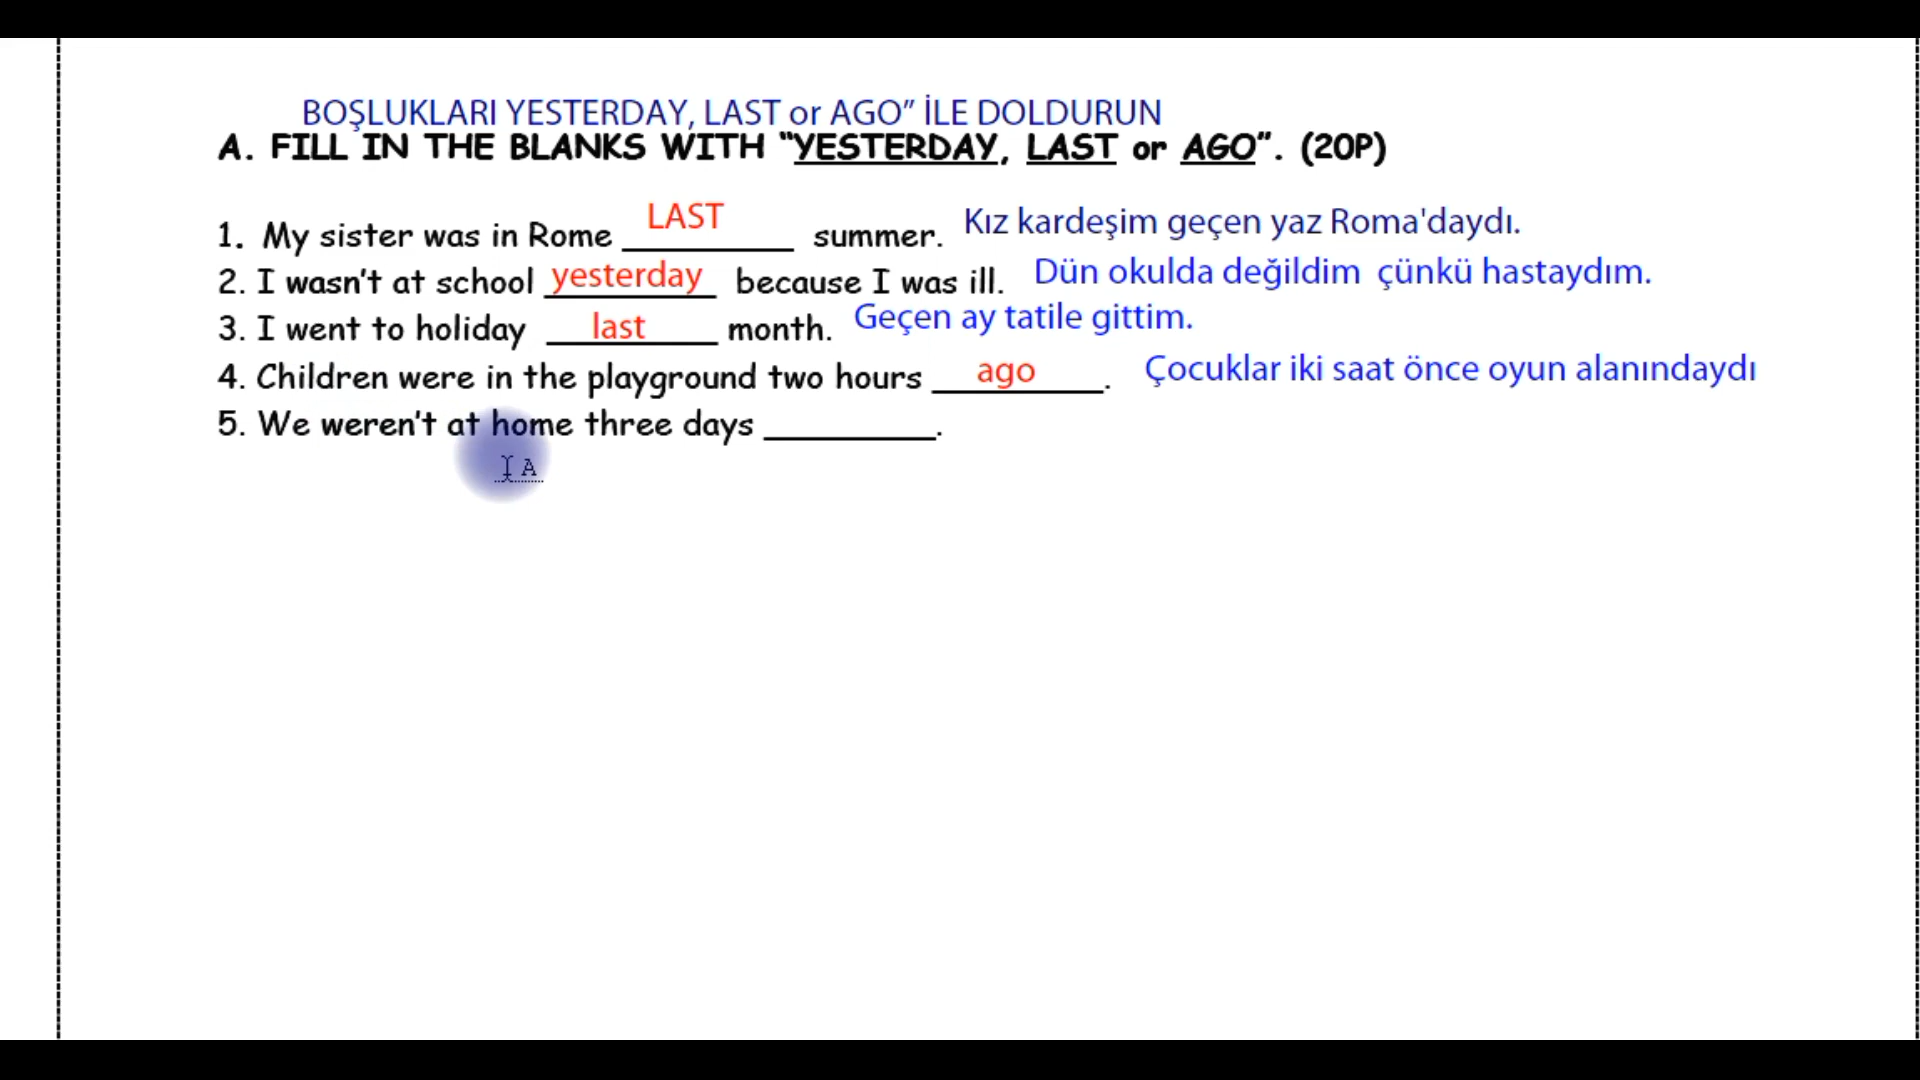 BOŞLUKLARI YESTERDAY, LAST or AGO” İLE DOLDURUN
A. FILL IN THE BLANKS WITH “YESTERDAY, LAST or AGO”. (20P)
1. My sister was in Rome LAST summer. Kız kardeşim geçen yaz Roma'daydı.
2. I wasn’t at school yesterday because I was ill. Dün okulda değildim çünkü hastaydım.
3. I went to holiday last month. Geçen ay tatile gittim.
4. Children were in the playground two hours ago. Çocuklar iki saat önce oyun alanındaydı
5. We weren’t at home three days _________.
A